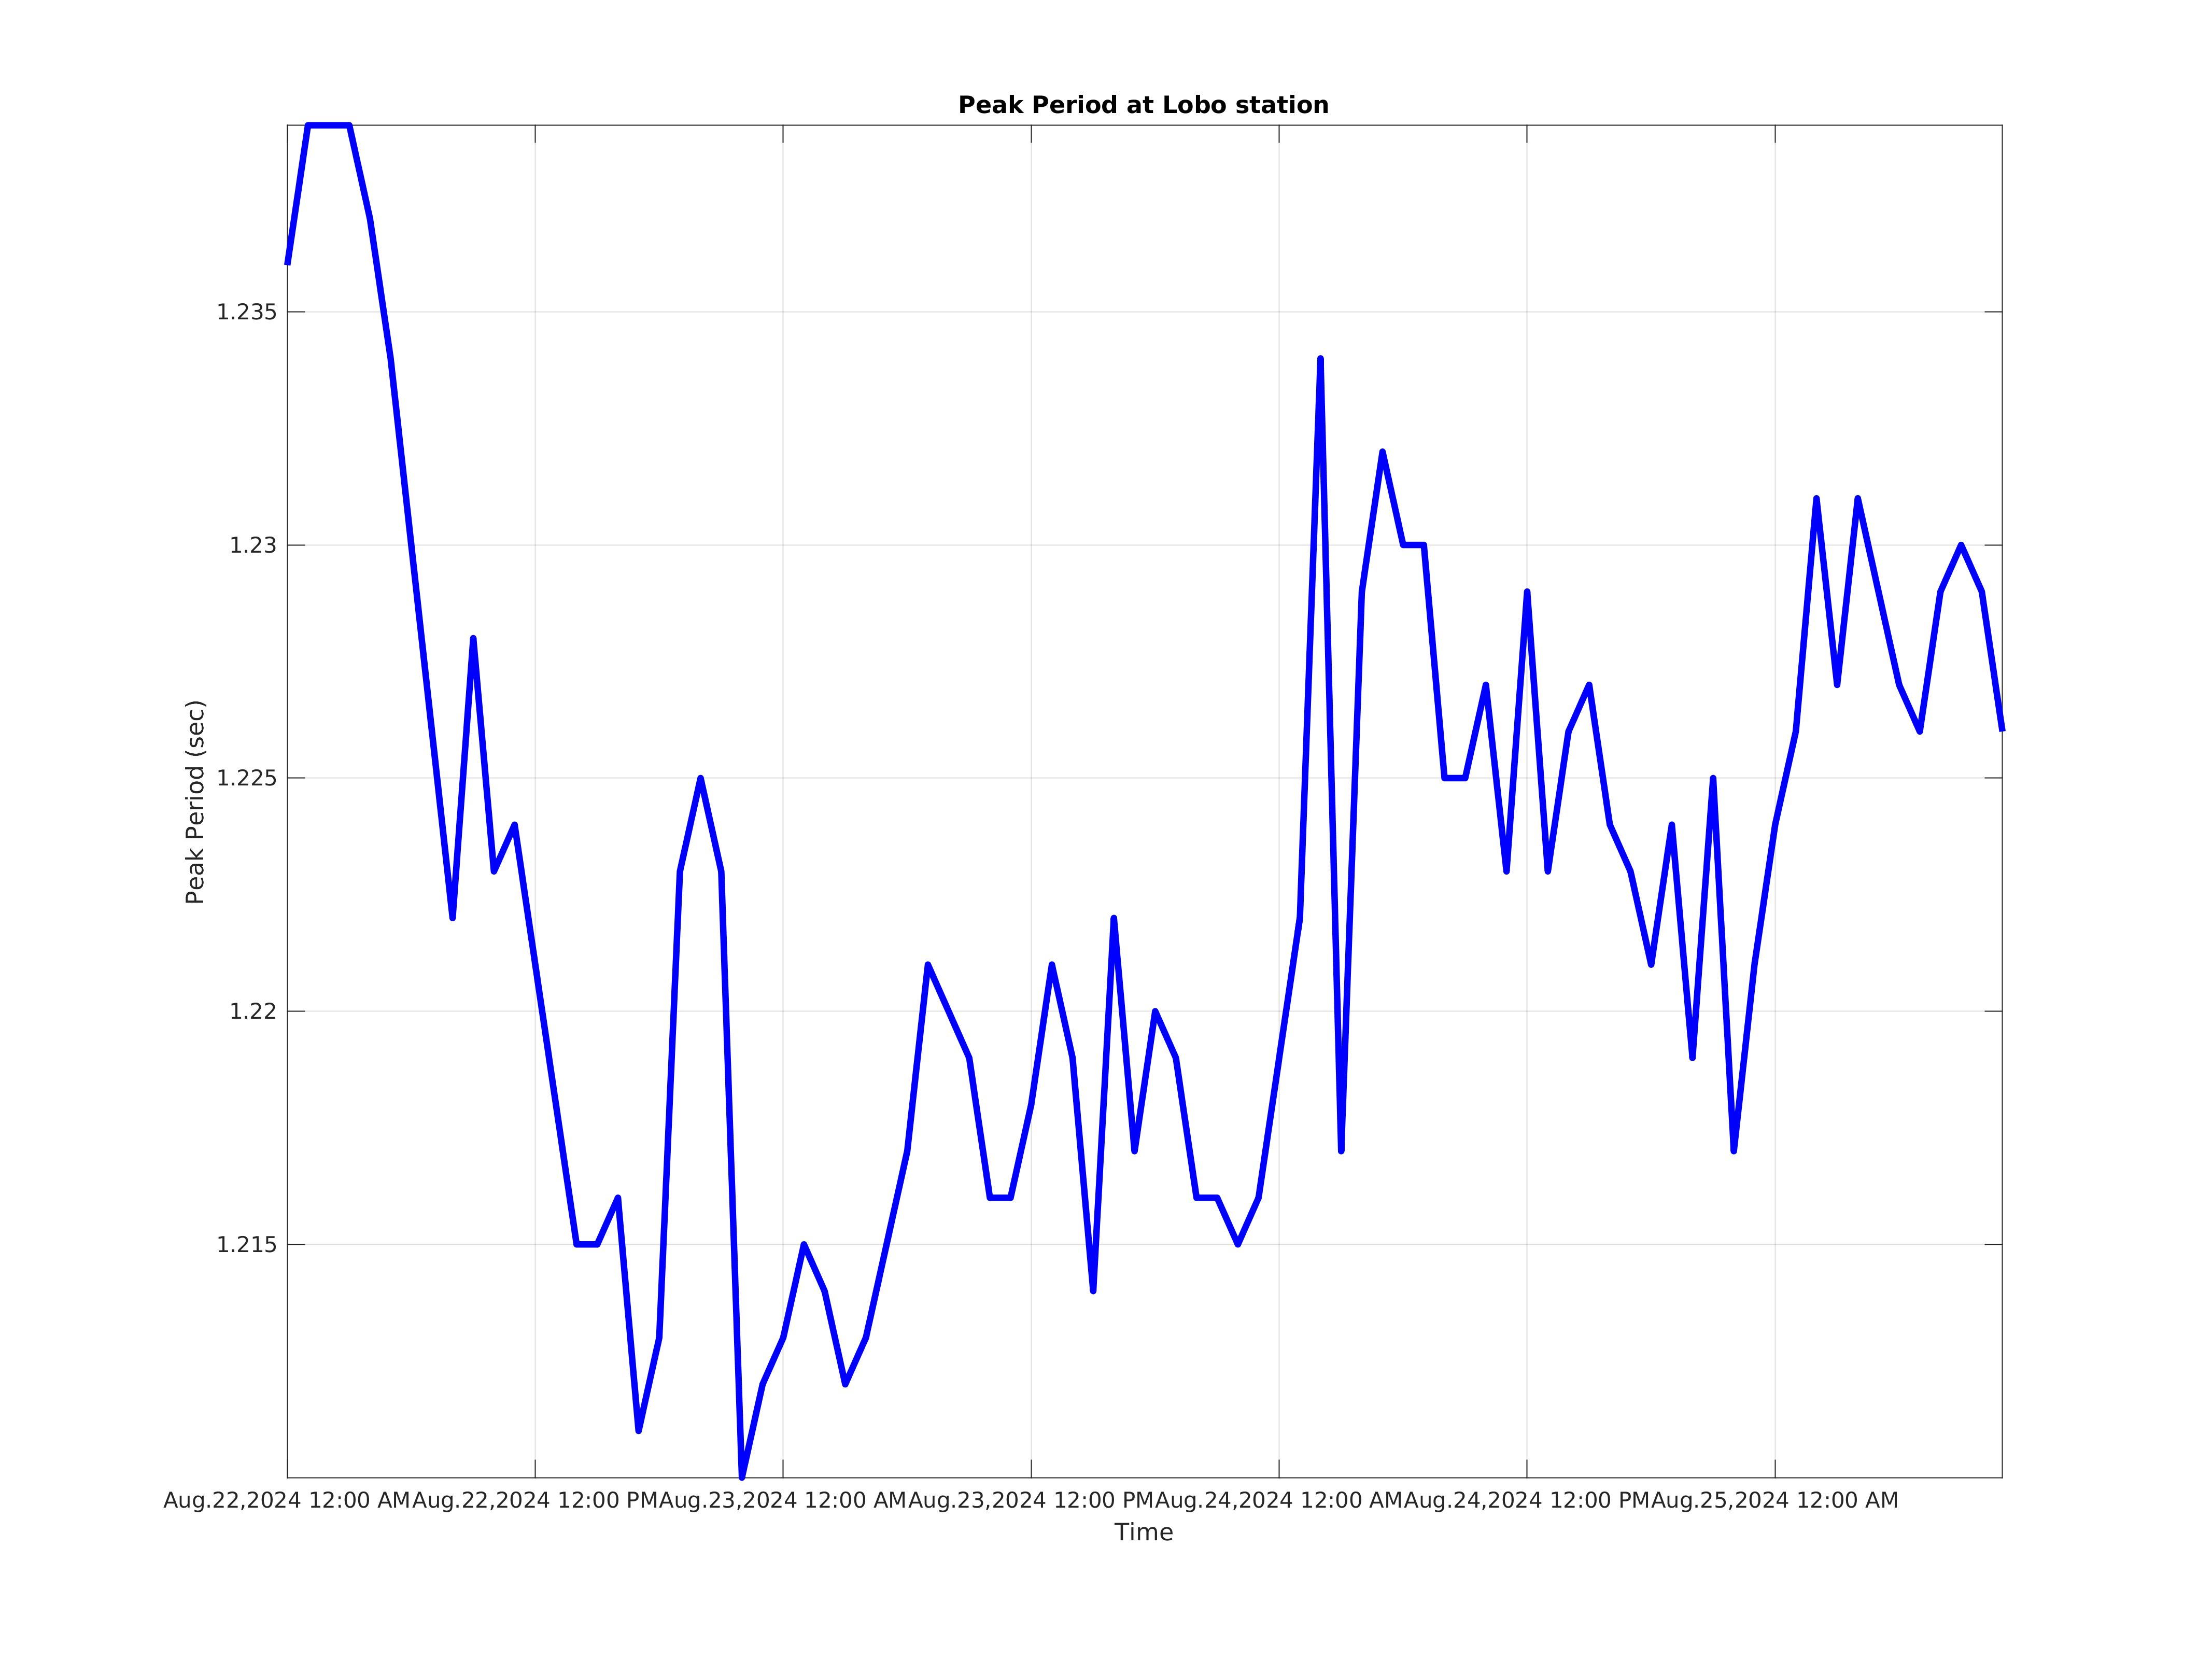 Peak Period at Lobo station
1.235
1.23
1.225
1.22
1.215
Peak Period (sec)
Aug.22,2024 12:00 AM Aug.22,2024 12:00 PM Aug.23,2024 12:00 AM Aug.23,2024 12:00 PM Aug.24,2024 12:00 AM Aug.24,2024 12:00 PM Aug.25,2024 12:00 AM
Time